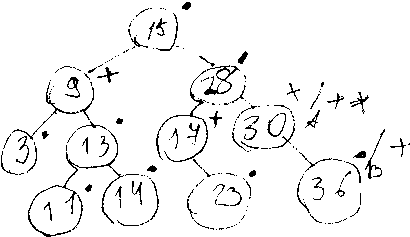 15
9 + 28
3 13 17 + 30 × / A + *
11 14 23 36 / B +